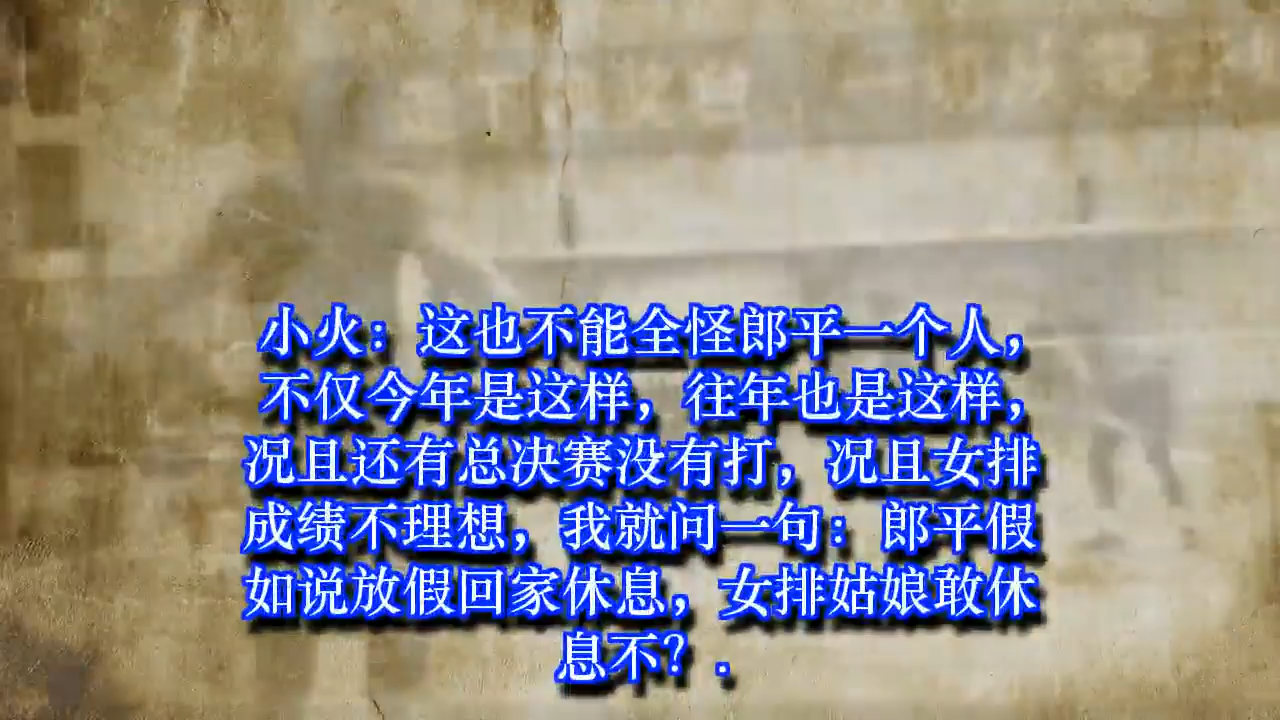 小火：这也不能全怪郎平一个人，
不仅今年是这样，往年也是这样，
况且还有总决赛没有打，况且女排
成绩不理想，我就问一句：郎平假
如说放假回家休息，女排姑娘敢休
息不？.